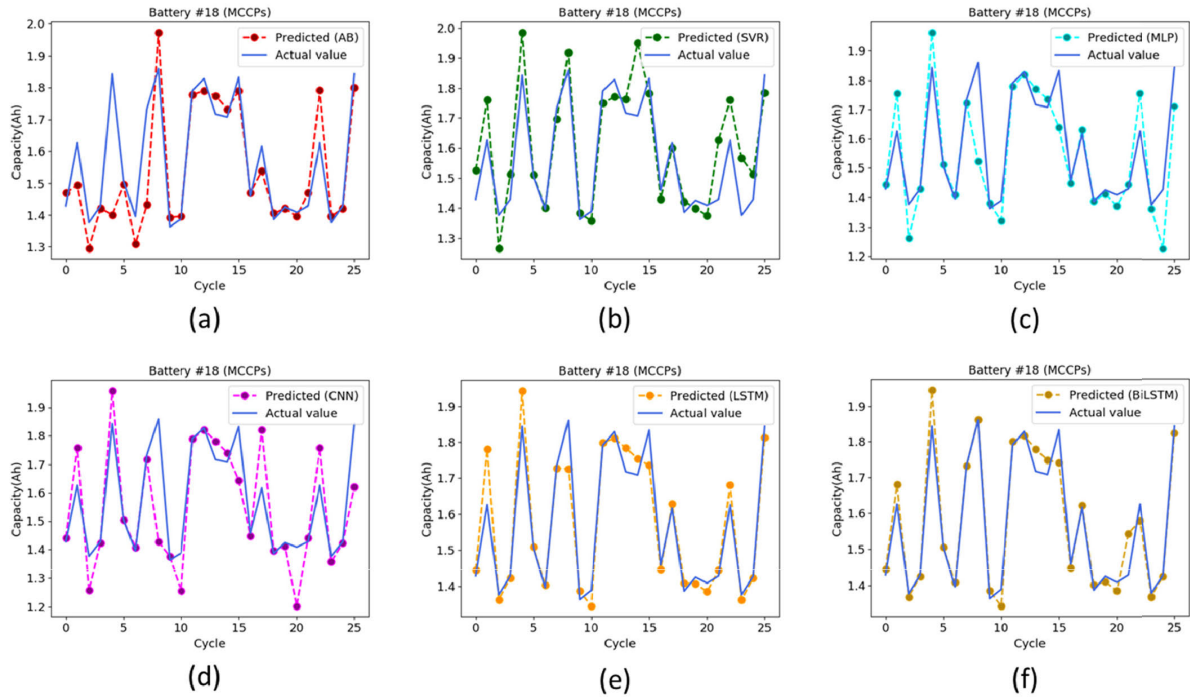 Battery #18 (MCCPs)
Predicted (AB)
Actual value
Capacity(Ah)
2.0
1.9
1.8
1.7
1.6
1.5
1.4
1.3
0 5 10 15 20 25
Cycle
(a)
Battery #18 (MCCPs)
Predicted (SVR)
Actual value
Capacity(Ah)
2.0
1.9
1.8
1.7
1.6
1.5
1.4
1.3
0 5 10 15 20 25
Cycle
(b)
Battery #18 (MCCPs)
Predicted (MLP)
Actual value
Capacity(Ah)
1.9
1.8
1.7
1.6
1.5
1.4
1.3
1.2
0 5 10 15 20 25
Cycle
(c)
Battery #18 (MCCPs)
Predicted (CNN)
Actual value
Capacity(Ah)
1.9
1.8
1.7
1.6
1.5
1.4
1.3
1.2
0 5 10 15 20 25
Cycle
(d)
Battery #18 (MCCPs)
Predicted (LSTM)
Actual value
Capacity(Ah)
1.9
1.8
1.7
1.6
1.5
1.4
0 5 10 15 20 25
Cycle
(e)
Battery #18 (MCCPs)
Predicted (BiLSTM)
Actual value
Capacity(Ah)
1.9
1.8
1.7
1.6
1.5
1.4
0 5 10 15 20 25
Cycle
(f)